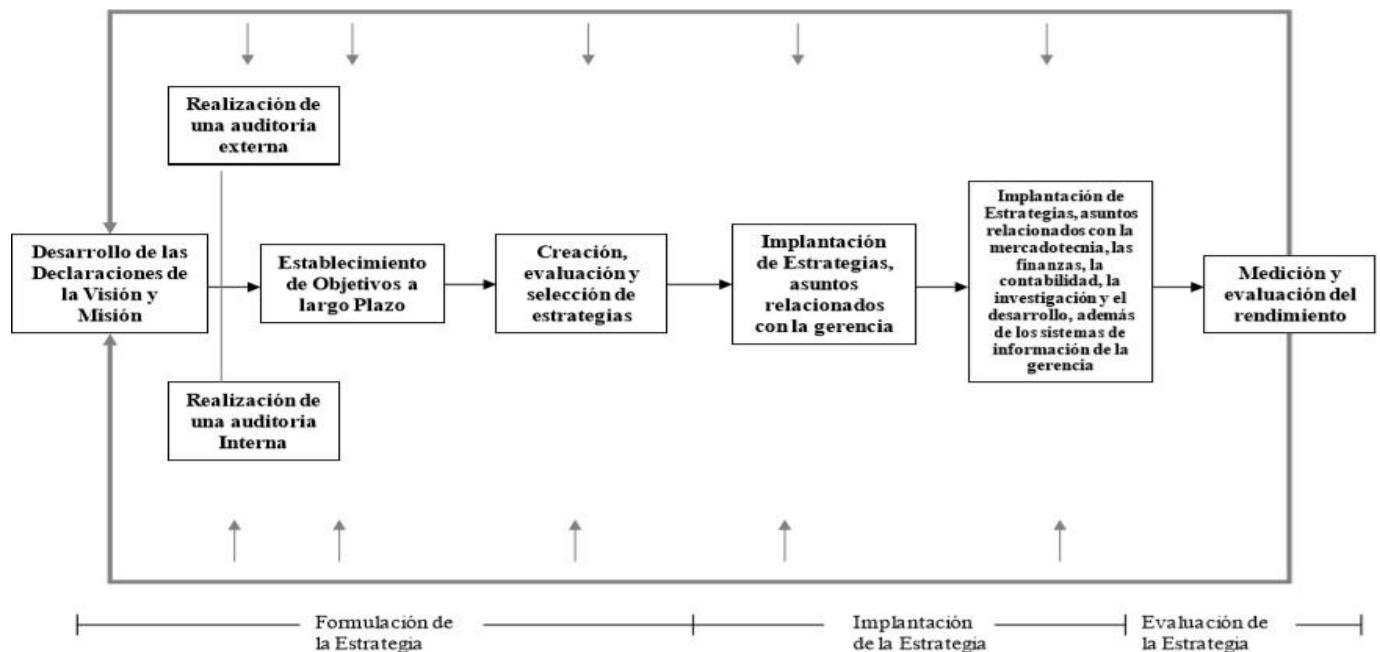 Realización de
una auditoria
externa
Desarrollo de las
Declaraciones de
la Visión y
Misión
Establecimiento
de Objetivos a
largo Plazo
Creación,
evaluación y
selección de
estrategias
Implantación
de Estrategias,
asuntos
relacionados
con la gerencia
Implantación de
Estrategias, asuntos
relacionados con la
mercadotecnia, las
finanzas, la
contabilidad, la
investigación y el
desarrollo, además
de los sistemas de
información de la
gerencia
Medición y
evaluación del
rendimiento
Realización de
una auditoria
Interna
Formulación de
la Estrategia
Implantación
de la Estrategia
Evaluación de
la Estrategia